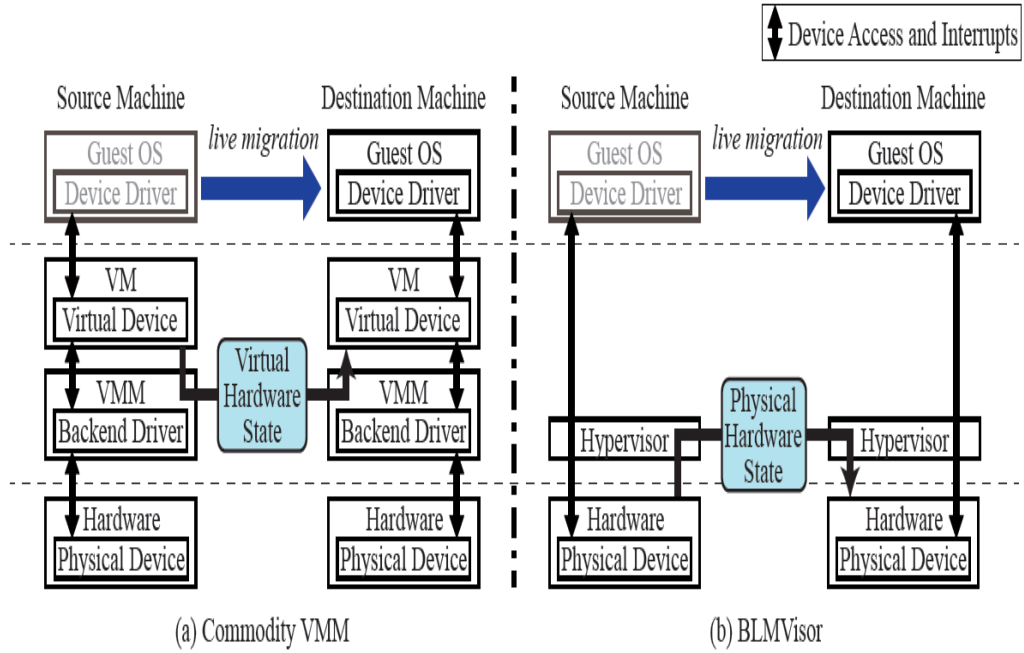 Device Access and Interrupts
Source Machine
Destination Machine
Guest OS
Device Driver
live migration
Guest OS
Device Driver
VM
Virtual Device
VM
Virtual Device
Virtual
Hardware
State
VMM
Backend Driver
VMM
Backend Driver
Hardware
Physical Device
Hardware
Physical Device
(a) Commodity VMM
Source Machine
Destination Machine
Guest OS
Device Driver
live migration
Guest OS
Device Driver
Hypervisor
Physical
Hardware
State
Hypervisor
Hardware
Physical Device
Hardware
Physical Device
(b) BLMVisor